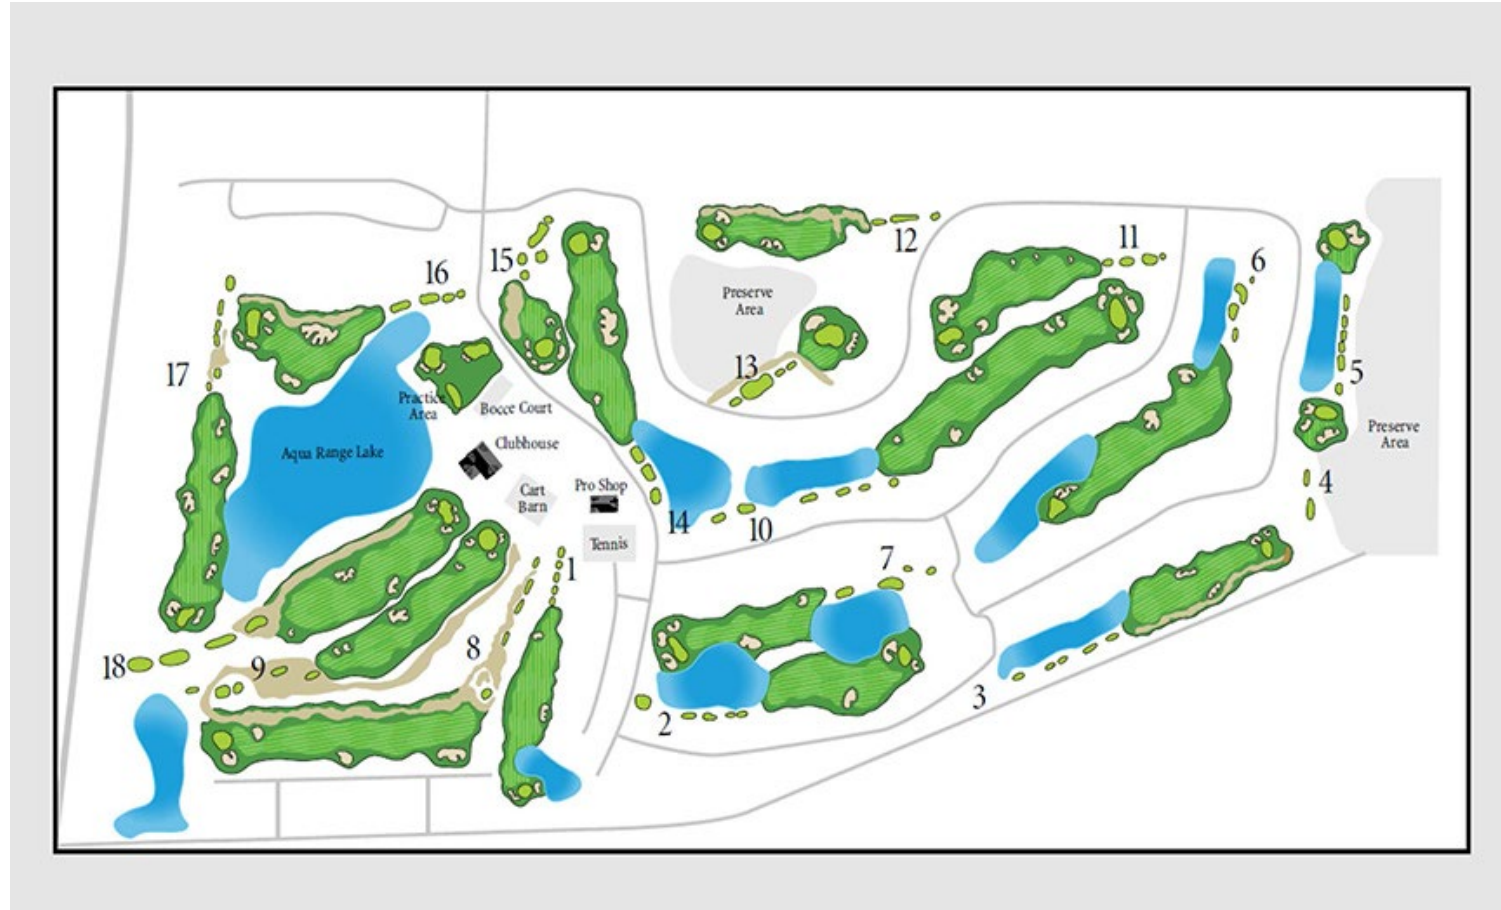 15
16
12
11
6
Preserve
Area
17
13
5
Practice
Area
Bocce Court
Aqua Range Lake
Clubhouse
Preserve
Area
Cart
Barn
Pro Shop
4
14
10
Tennis
7
1
18
9
8
2
3